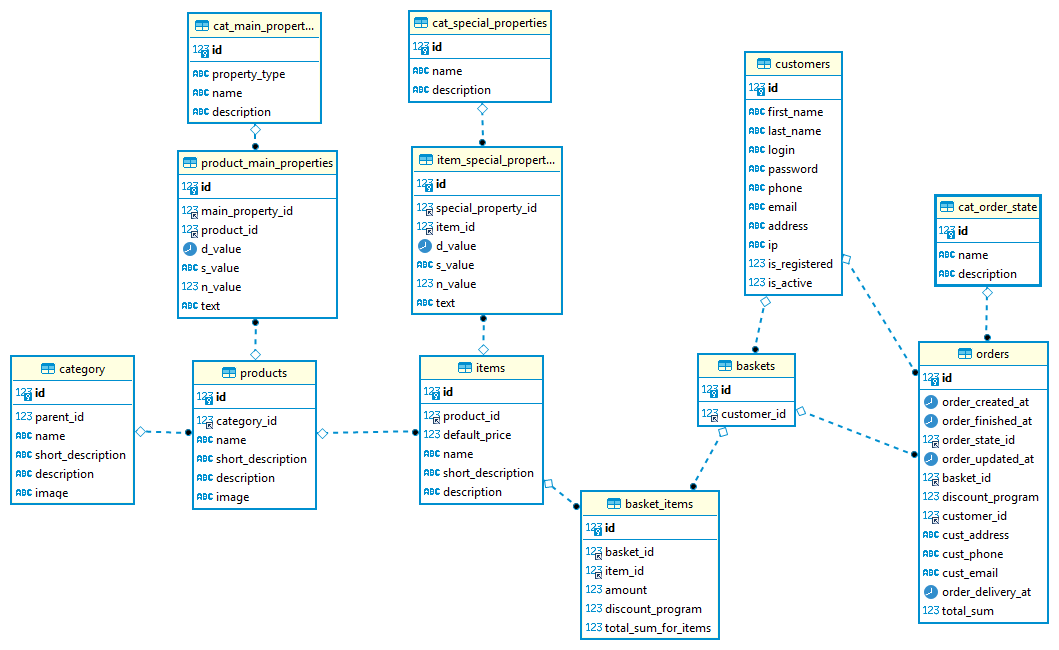 cat_main_propert...
123 id
ABC property_type
ABC name
ABC description
cat_special_properties
123 id
ABC name
ABC description
customers
123 id
ABC first_name
ABC last_name
ABC login
ABC password
ABC phone
ABC email
ABC address
ABC ip
123 is_registered
123 is_active
product_main_properties
123 id
123 main_property_id
123 product_id
d_value
ABC s_value
123 n_value
ABC text
item_special_propert...
123 id
123 special_property_id
123 item_id
d_value
ABC s_value
123 n_value
ABC text
cat_order_state
123 id
ABC name
ABC description
category
123 id
123 parent_id
ABC name
ABC short_description
ABC description
ABC image
products
123 id
123 category_id
ABC name
ABC short_description
ABC description
ABC image
items
123 id
123 product_id
123 default_price
ABC name
ABC short_description
ABC description
baskets
123 id
123 customer_id
orders
123 id
order_created_at
order_finished_at
123 order_state_id
order_updated_at
123 basket_id
123 discount_program
123 customer_id
ABC cust_address
ABC cust_phone
ABC cust_email
order_delivery_at
123 total_sum
basket_items
123 id
123 basket_id
123 item_id
123 amount
123 discount_program
123 total_sum_for_items